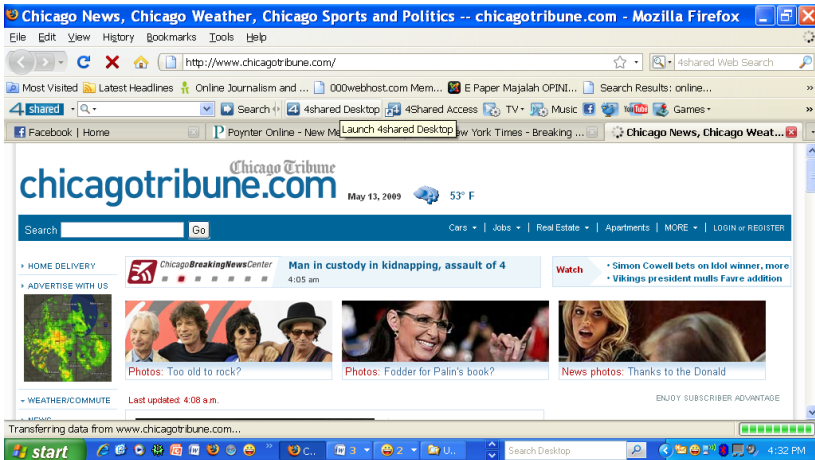 Chicago News, Chicago Weather, Chicago Sports and Politics -- chicagotribune.com - Mozilla Firefox
File Edit View History Bookmarks Tools Help
http://www.chicagotribune.com/ 4shared Web Search
Most Visited Latest Headlines Online Journalism and ... 000webhost.com Mem... E Paper Majalah OPINI... Search Results: online... »
4 shared Search 4shared Desktop 4Shared Access TV Music Games »
Facebook | Home Poynter Online - New Me Launch 4shared Desktop ew York Times - Breaking ... Chicago News, Chicago Weat...
Chicago Tribune
chicagotribune.com May 13, 2009 53° F
Search Go Cars | Jobs | Real Estate | Apartments | MORE | LOGIN or REGISTER
HOME DELIVERY ChicagoBreakingNewsCenter Man in custody in kidnapping, assault of 4 Watch • Simon Cowell bets on Idol winner, more
ADVERTISE WITH US 4:05 am • Vikings president mulls Favre addition
Photos: Too old to rock? Photos: Fodder for Palin's book? News photos: Thanks to the Donald
WEATHER/COMMUTE Last updated: 4:08 a.m. ENJOY SUBSCRIBER ADVANTAGE
NEWS
Transferring data from www.chicagotribune.com...
start C.. 3 2 U.. Search Desktop 4:32 PM